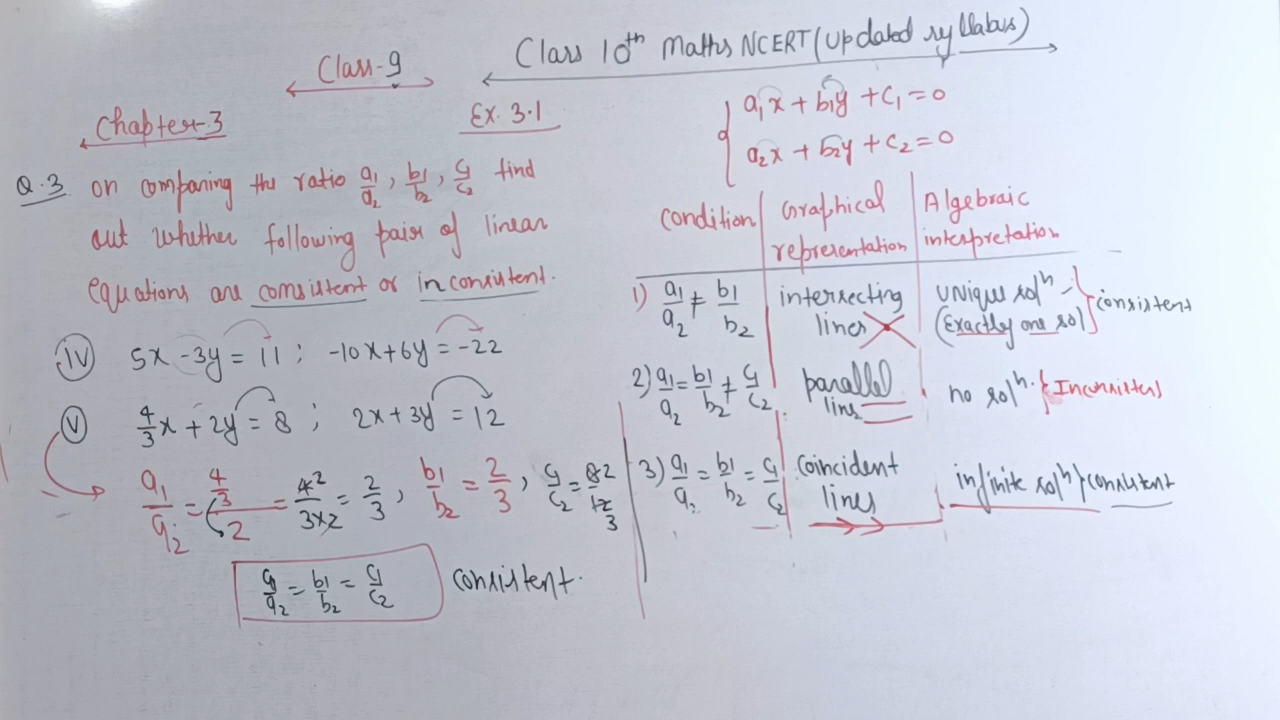 Class-9
Class 10th Maths NCERT (Updated syllabus)
Chapter-3
Ex. 3.1
Q.3 on comparing the ratio a1/a2, b1/b2, c1/c2 find
out whether following pair of linear
equations are consistent or inconsistent.
(iv) 5x - 3y = 11 ; -10x + 6y = -22
(v) 4/3 x + 2y = 8 ; 2x + 3y = 12
a1/a2 = 4/3/2 = 4 2/3×2 = 2/3, b1/b2 = 2/3, c1/c2 = 8 2/12 3
a1/a2 = b1/b2 = c1/c2 consistent.
a1x + b1y + c1 = 0
a2x + b2y + c2 = 0
condition Graphical representation Algebraic interpretation
1) a1/a2 ≠ b1/b2 intersecting lines unique solⁿ - (Exactly one sol) consistent
2) a1/a2 = b1/b2 ≠ c1/c2 parallel lines no solⁿ. Inconsistent
3) a1/a2 = b1/b2 = c1/c2 coincident lines infinite solⁿ consistent